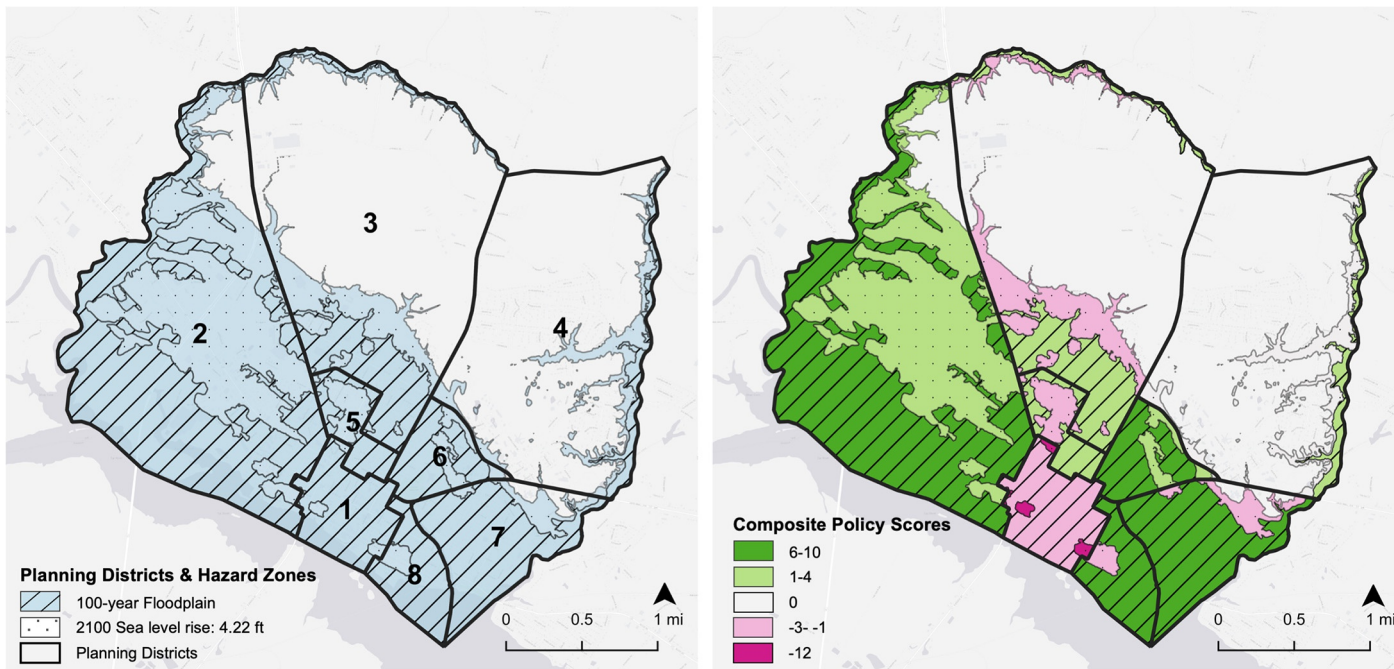 3
4
2
5
6
1
7
8
Planning Districts & Hazard Zones
100-year Floodplain
2100 Sea level rise: 4.22 ft
Planning Districts
0 0.5 1 mi
Composite Policy Scores
6-10
1-4
0
-3- -1
-12
0 0.5 1 mi